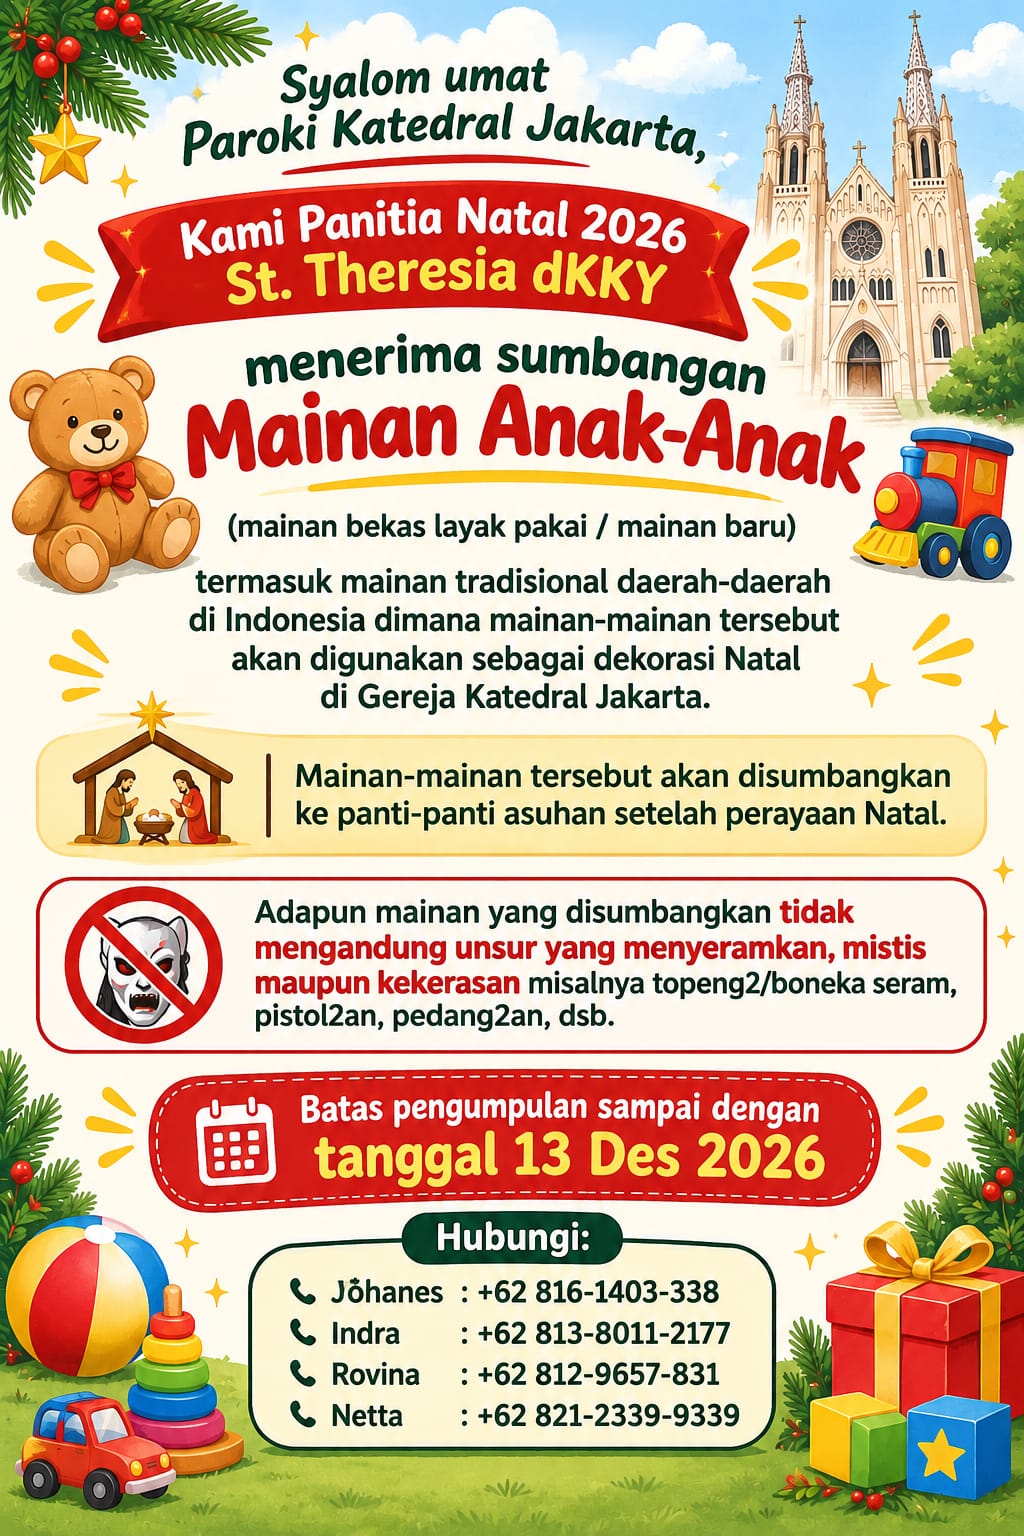 Syalom umat
Paroki Katedral Jakarta,
Kami Panitia Natal 2026
St. Theresia dKKY
menerima sumbangan
Mainan Anak-Anak
(mainan bekas layak pakai / mainan baru)
termasuk mainan tradisional daerah-daerah
di Indonesia dimana mainan-mainan tersebut
akan digunakan sebagai dekorasi Natal
di Gereja Katedral Jakarta.
Mainan-mainan tersebut akan disumbangkan
ke panti-panti asuhan setelah perayaan Natal.
Adapun mainan yang disumbangkan tidak
mengandung unsur yang menyeramkan, mistis
maupun kekerasan misalnya topeng2/boneka seram,
pistol2an, pedang2an, dsb.
Batas pengumpulan sampai dengan
tanggal 13 Des 2026
Hubungi:
Jöhanes : +62 816-1403-338
Indra : +62 813-8011-2177
Rovina : +62 812-9657-831
Netta : +62 821-2339-9339